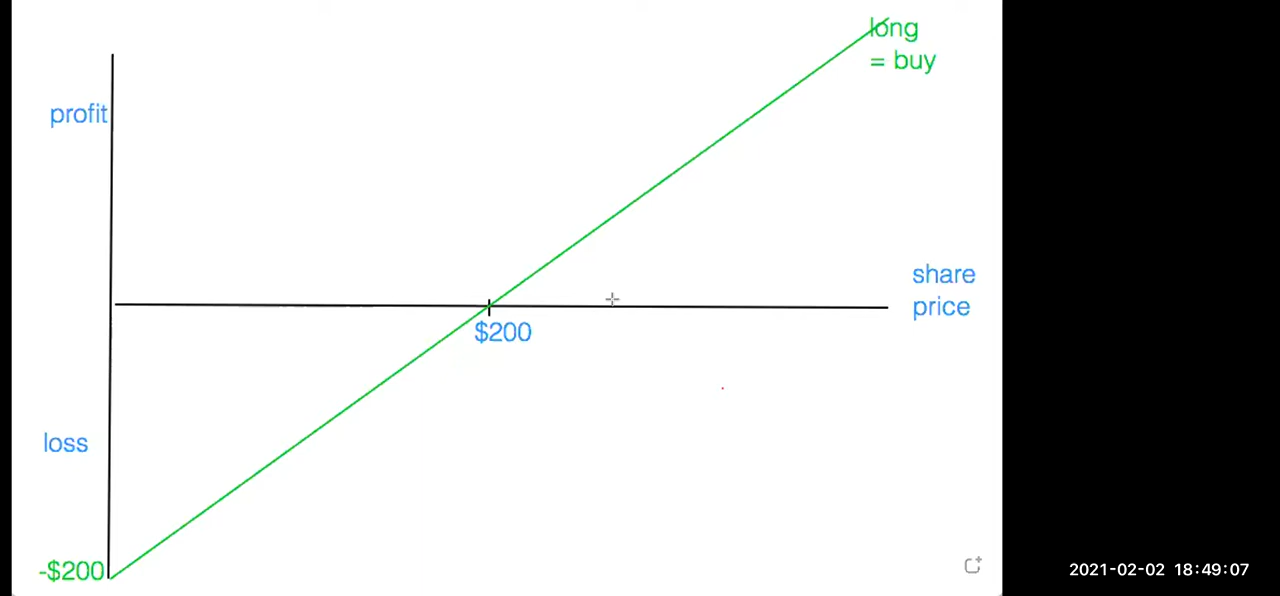 long
= buy
profit
share
price
$200
loss
-$200
2021-02-02 18:49:07